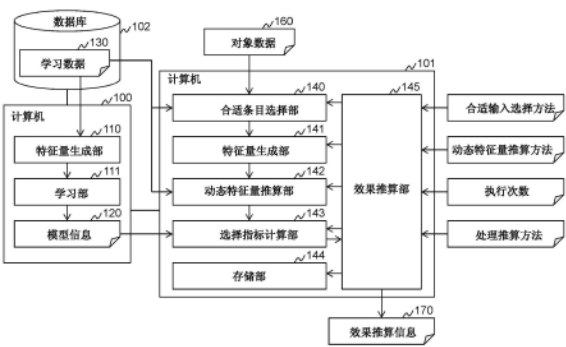 数据库
102
130
学习数据
160
对象数据
100
计算机
110
特征量生成部
111
学习部
120
模型信息
101
计算机
140
合适条目选择部
141
特征量生成部
142
动态特征量推算部
143
选择指标计算部
144
存储部
145
效果推算部
合适输入选择方法
动态特征量推算方法
执行次数
处理推算方法
170
效果推算信息